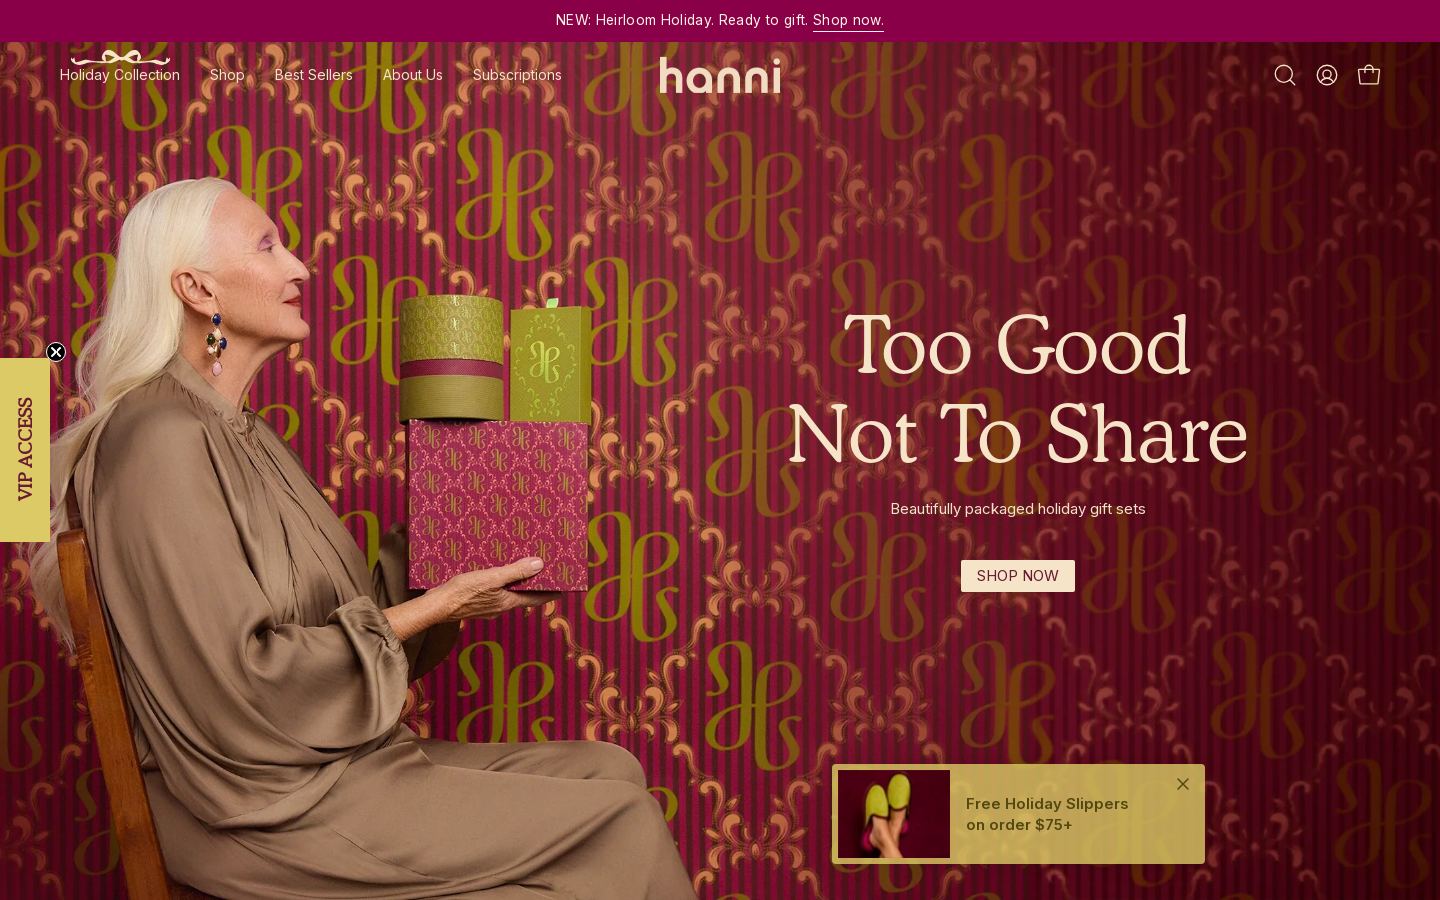 NEW: Heirloom Holiday. Ready to gift. Shop now.
Holiday Collection
Shop
Best Sellers
About Us
Subscriptions
hanni
Too Good
Not To Share
Beautifully packaged holiday gift sets
SHOP NOW
VIP ACCESS
Free Holiday Slippers
on order $75+